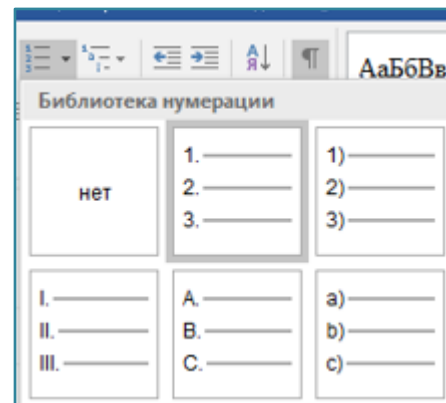 АаБбВв
Библиотека нумерации
нет
1.
2.
3.
1)
2)
3)
I.
II.
III.
A.
B.
C.
a)
b)
c)